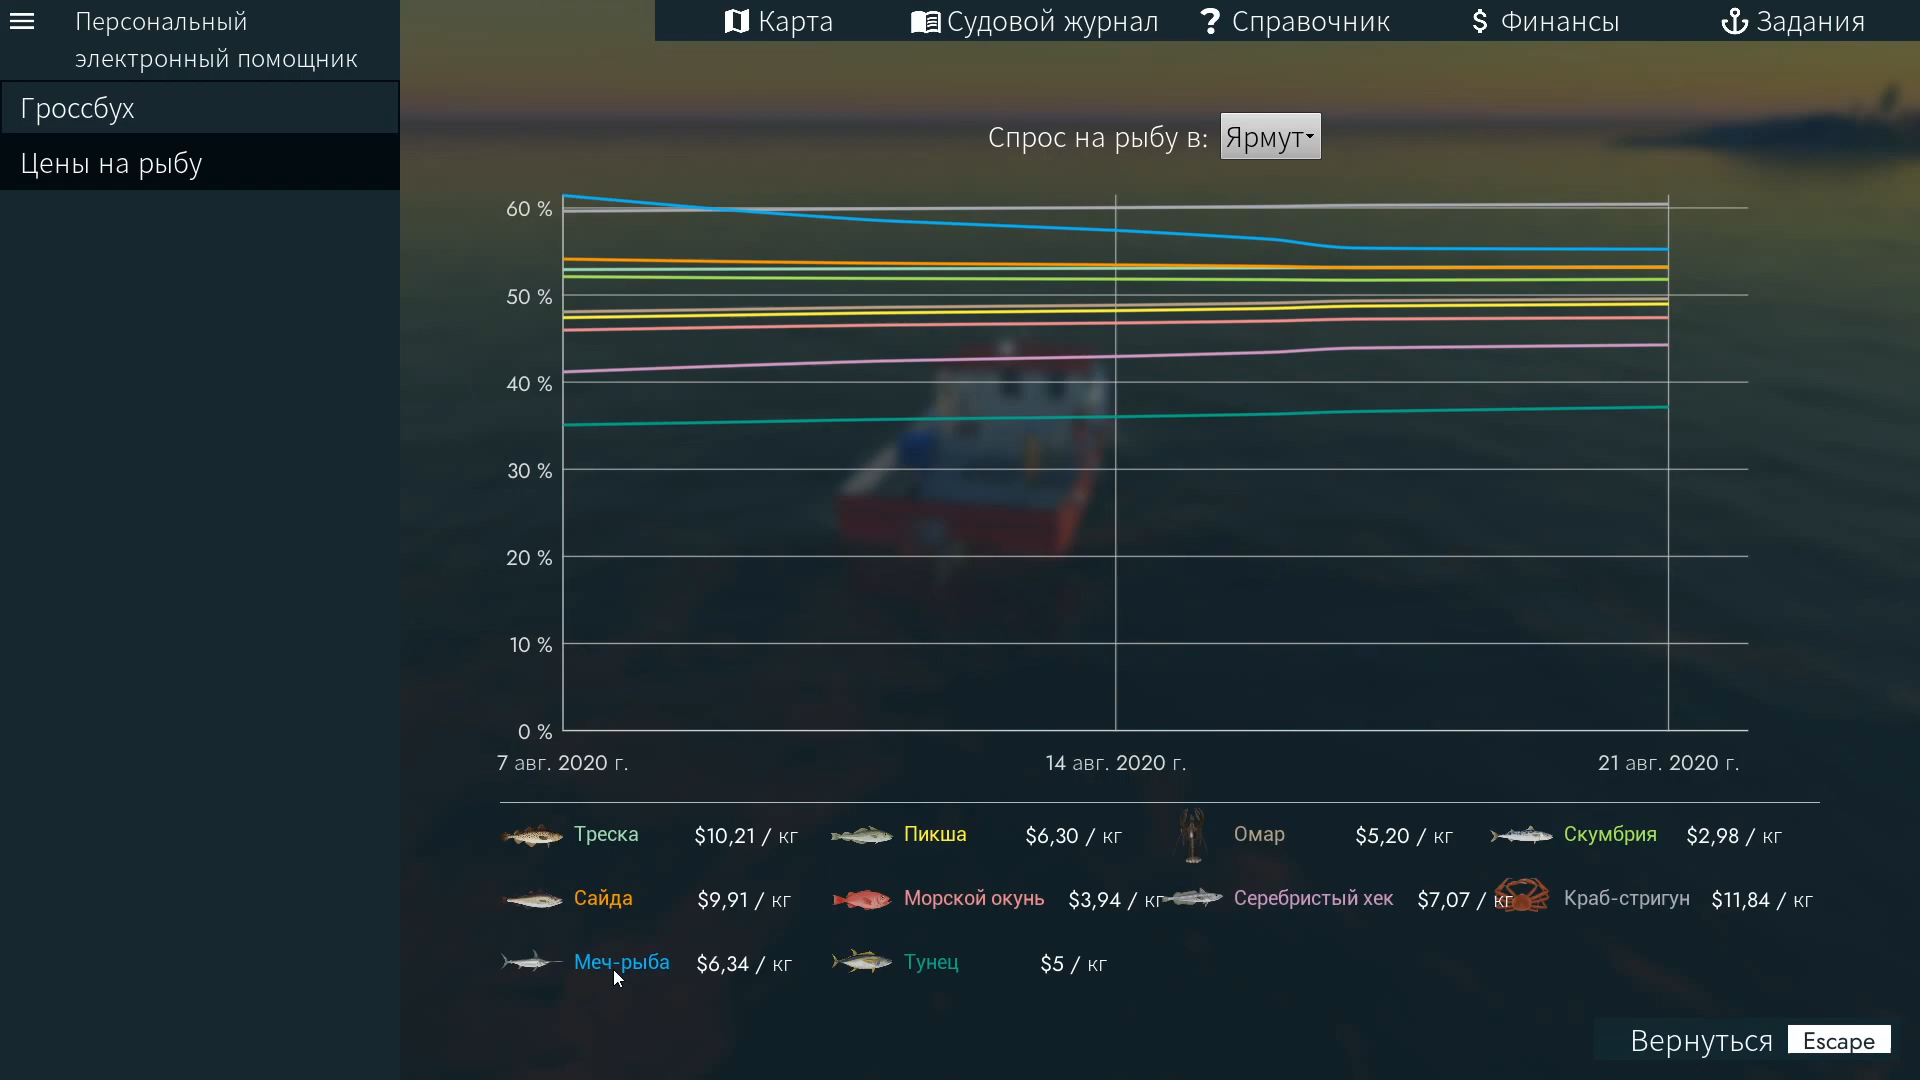 Персональный
электронный помощник
Карта
Судовой журнал
? Справочник
$ Финансы
Задания
Гроссбух
Цены на рыбу
Спрос на рыбу в: Ярмут
60 %
50 %
40 %
30 %
20 %
10 %
0 %
7 авг. 2020 г.
14 авг. 2020 г.
21 авг. 2020 г.
Треска $10,21 / кг
Пикша $6,30 / кг
Омар $5,20 / кг
Скумбрия $2,98 / кг
Сайда $9,91 / кг
Морской окунь $3,94 / кг
Серебристый хек $7,07 / кг
Краб-стригун $11,84 / кг
Меч-рыба $6,34 / кг
Тунец $5 / кг
Вернуться Escape